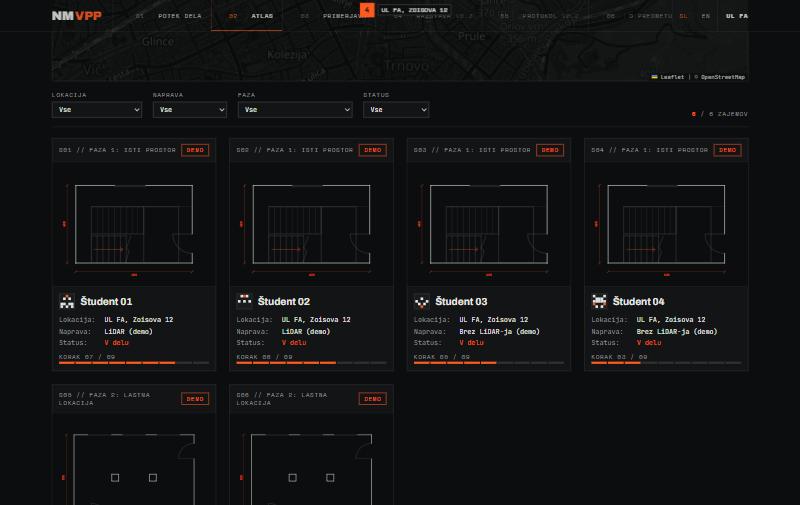 NMVPP
01 POTEK DELA
02 ATLAS
03 PRIMERJAVA
4 UL FA, ZOISOVA 12
05 PROTOKOL
06 O PREDMETU
SL EN
UL FA
Glince
Kolezija
Trnovo
Prule
Vič
Leaflet | © OpenStreetMap
LOKACIJA NAPRAVA FAZA STATUS
Vse Vse Vse Vse
6 / 6 ZAJEMOV
S01 // FAZA 1: ISTI PROSTOR DEMO
Študent 01
Lokacija: UL FA, Zoisova 12
Naprava: LiDAR (demo)
Status: V delu
KORAK 07 / 09
S02 // FAZA 1: ISTI PROSTOR DEMO
Študent 02
Lokacija: UL FA, Zoisova 12
Naprava: LiDAR (demo)
Status: V delu
KORAK 06 / 09
S03 // FAZA 1: ISTI PROSTOR DEMO
Študent 03
Lokacija: UL FA, Zoisova 12
Naprava: Brez LiDAR-ja (demo)
Status: V delu
KORAK 05 / 09
S04 // FAZA 1: ISTI PROSTOR DEMO
Študent 04
Lokacija: UL FA, Zoisova 12
Naprava: Brez LiDAR-ja (demo)
Status: V delu
KORAK 03 / 09
S05 // FAZA 2: LASTNA
LOKACIJA
DEMO
S06 // FAZA 2: LASTNA
LOKACIJA
DEMO